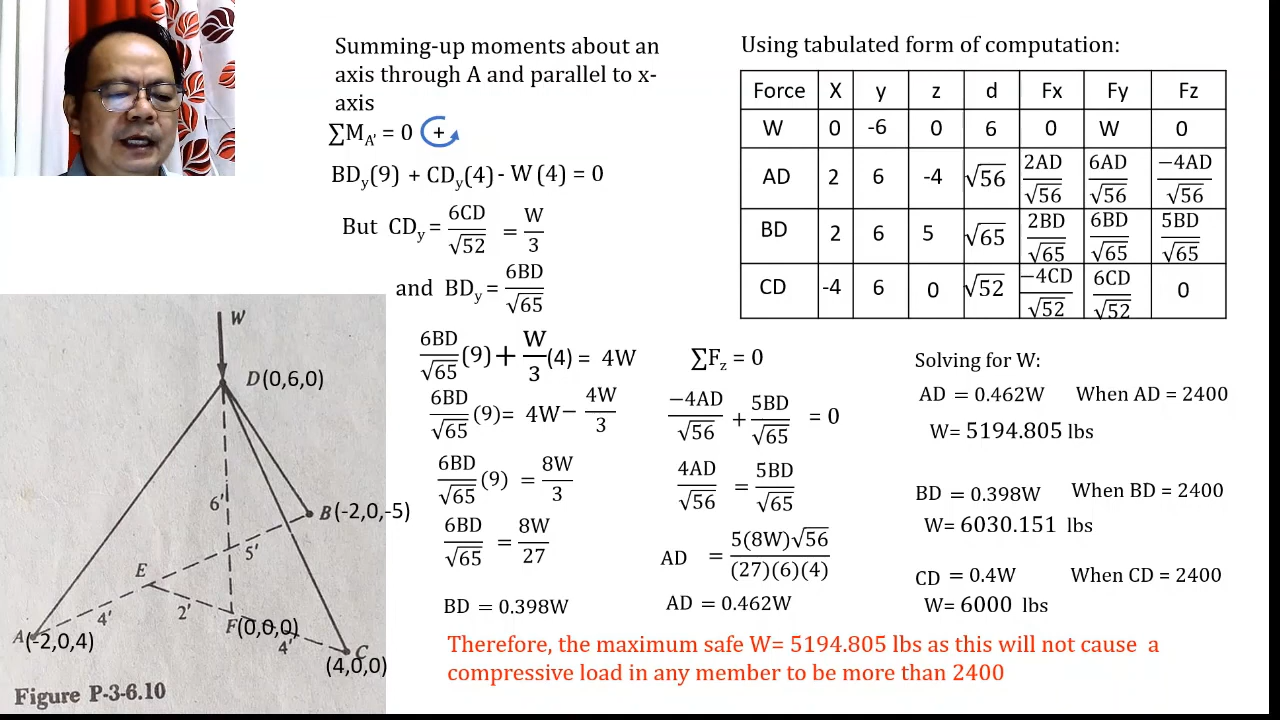 Summing-up moments about an
axis through A and parallel to x-
axis
∑M_A' = 0 +
BD_y(9) + CD_y(4) - W (4) = 0
But CD_y = 6CD/√52 = W/3
and BD_y = 6BD/√65
6BD/√65 (9) + W/3 (4) = 4W
6BD/√65 (9) = 4W − 4W/3
6BD/√65 (9) = 8W/3
6BD/√65 = 8W/27
BD = 0.398W
Using tabulated form of computation:
Force X y z d Fx Fy Fz
W 0 -6 0 6 0 W 0
AD 2 6 -4 √56 2AD/√56 6AD/√56 −4AD/√56
BD 2 6 5 √65 2BD/√65 6BD/√65 5BD/√65
CD -4 6 0 √52 −4CD/√52 6CD/√52 0
∑F_z = 0
−4AD/√56 + 5BD/√65 = 0
4AD/√56 = 5BD/√65
AD = 5(8W)√56/(27)(6)(4)
AD = 0.462W
Solving for W:
AD = 0.462W When AD = 2400
W= 5194.805 lbs
BD = 0.398W When BD = 2400
W= 6030.151 lbs
CD = 0.4W When CD = 2400
W= 6000 lbs
Therefore, the maximum safe W= 5194.805 lbs as this will not cause a
compressive load in any member to be more than 2400
W
D(0,6,0)
6'
B(-2,0,-5)
5'
E
4'
2'
F(0,0,0)
4'
A(-2,0,4)
C
(4,0,0)
Figure P-3-6.10